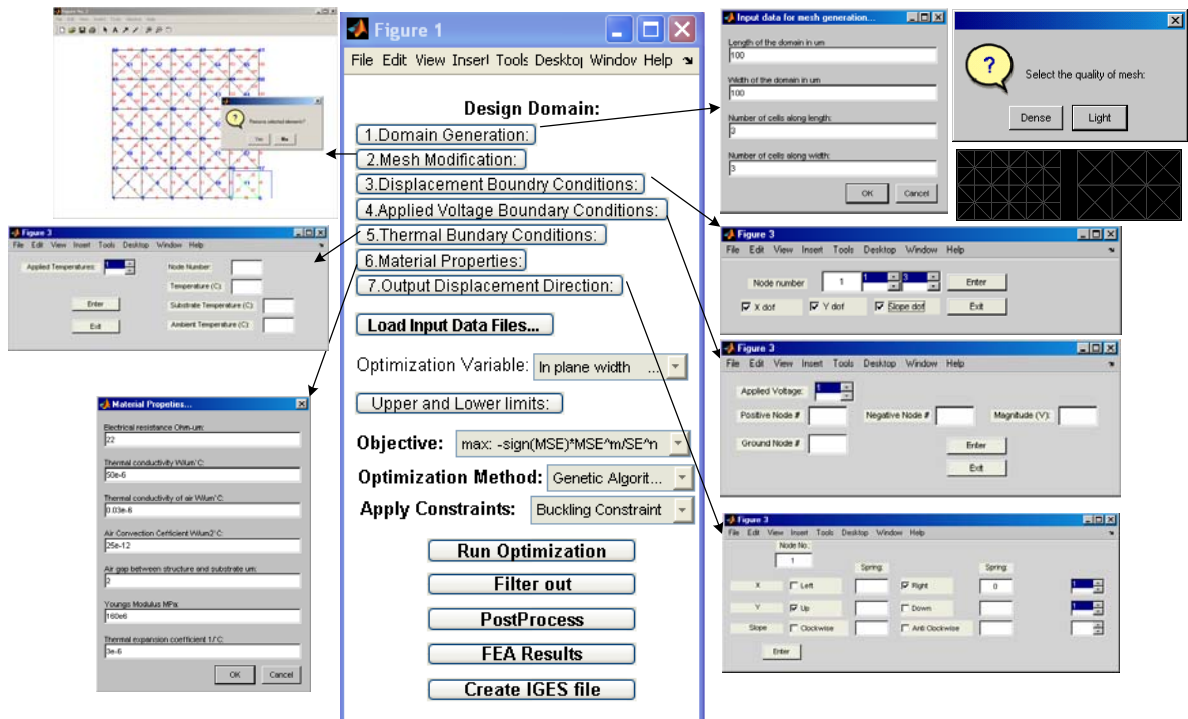 Figure No. 2
Remove selected element?
Yes No
Figure 3
File Edit View Insert Tools Desktop Window Help
Applied Temperatures: 1
Node Number:
Temperature (C):
Enter
Substrate Temperature (C):
Exit
Ambient Temperature (C):
Material Propeties...
Electrical resistance Ohm-um:
22
Thermal conductivity W/um°C:
50e-6
Thermal conductivity of air W/um°C:
0.03e-6
Air Convection Cefficient W/um2°C:
25e-12
Air gap between structure and substrate um:
2
Youngs Modulus MPa:
160e6
Thermal expansion coefficient 1/°C:
3e-6
OK Cancel
Figure 1
File Edit View Insert Tools Desktop Window Help
Design Domain:
1.Domain Generation:
2.Mesh Modification:
3.Displacement Boundry Conditions:
4.Applied Voltage Boundary Conditions:
5.Thermal Bundary Conditions:
6.Material Properties:
7.Output Displacement Direction:
Load Input Data Files...
Optimization Variable: In plane width ...
Upper and Lower limits:
Objective: max: -sign(MSE)*MSE^m/SE^n
Optimization Method: Genetic Algorit...
Apply Constraints: Buckling Constraint
Run Optimization
Filter out
PostProcess
FEA Results
Create IGES file
Input data for mesh generation...
Length of the domain in um
100
Width of the domain in um
100
Number of cells along length:
3
Number of cells along width:
3
OK Cancel
?
Select the quality of mesh:
Dense Light
Figure 3
File Edit View Insert Tools Desktop Window Help
Node number 1 1 3 Enter
X dof Y dof Slope dof Exit
Figure 3
File Edit View Insert Tools Desktop Window Help
Applied Voltage: 1
Positive Node # Negative Node # Magnitude (V):
Ground Node # Enter
Exit
Figure 3
File Edit View Insert Tools Desktop Window Help
Node No.:
1
Spring: Spring:
X Left Right 0 1
Y Up Down 1
Slope Clockwise Anti Clockwise
Enter